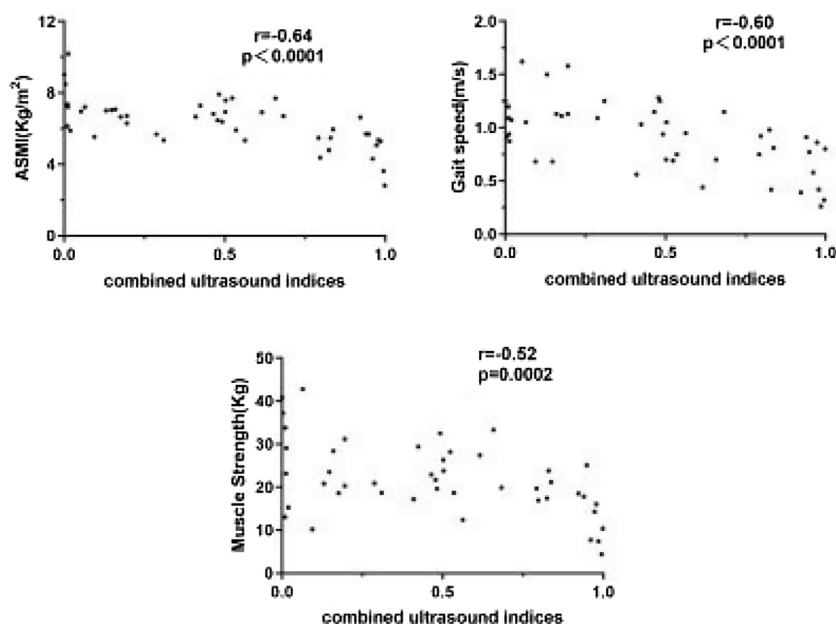 r=-0.64
p<0.0001
12
8
4
0
ASMI(Kg/m²)
0.0 0.5 1.0
combined ultrasound indices
r=-0.60
p<0.0001
2.0
1.5
1.0
0.5
0.0
Gait speed(m/s)
0.0 0.5 1.0
combined ultrasound indices
r=-0.52
p=0.0002
50
40
30
20
10
0
Muscle Strength(Kg)
0.0 0.5 1.0
combined ultrasound indices